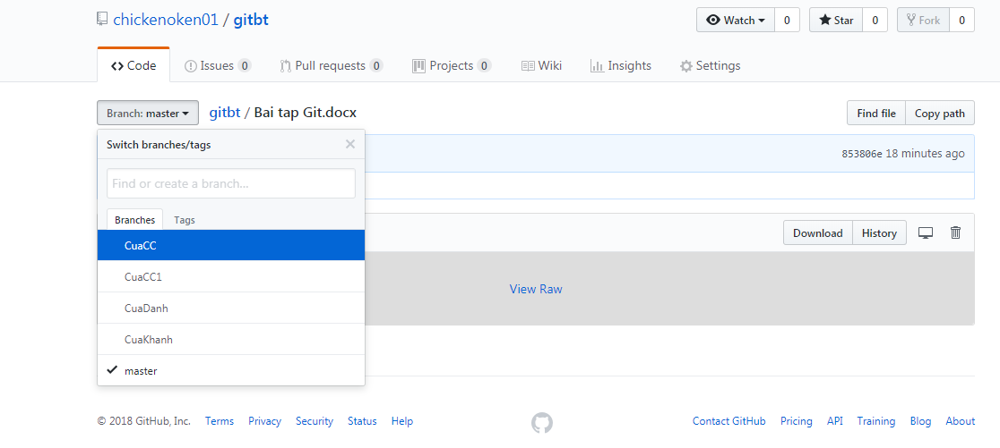 chickenoken01 / gitbt
Watch 0 Star 0 Fork 0
Code Issues 0 Pull requests 0 Projects 0 Wiki Insights Settings
Branch: master gitbt / Bai tap Git.docx Find file Copy path
Switch branches/tags
853806e 18 minutes ago
Find or create a branch...
Branches Tags
Download History
CuaCC
CuaCC1
View Raw
CuaDanh
CuaKhanh
master
© 2018 GitHub, Inc. Terms Privacy Security Status Help Contact GitHub Pricing API Training Blog About